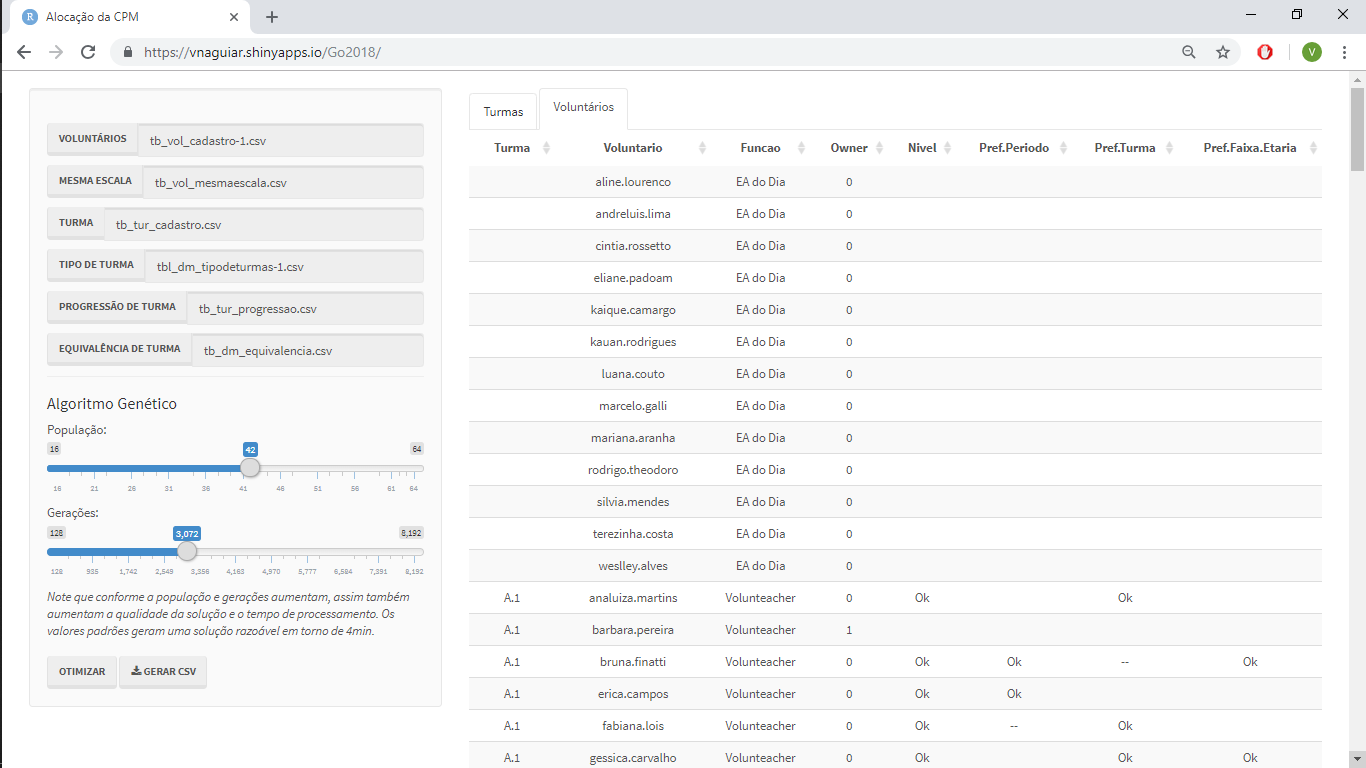 Alocação da CPM
https://vnaguiar.shinyapps.io/Go2018/
V
VOLUNTÁRIOS tb_vol_cadastro-1.csv
MESMA ESCALA tb_vol_mesmaescala.csv
TURMA tb_tur_cadastro.csv
TIPO DE TURMA tbl_dm_tipodeturmas-1.csv
PROGRESSÃO DE TURMA tb_tur_progressao.csv
EQUIVALÊNCIA DE TURMA tb_dm_equivalencia.csv
Algoritmo Genético
População:
16 42 64
16 21 26 31 36 41 46 51 56 61 64
Gerações:
128 3,072 8,192
128 935 1,742 2,549 3,356 4,163 4,970 5,777 6,584 7,391 8,192
Note que conforme a população e gerações aumentam, assim também
aumentam a qualidade da solução e o tempo de processamento. Os
valores padrões geram uma solução razoável em torno de 4min.
OTIMIZAR GERAR CSV
Turmas Voluntários
Turma Voluntario Funcao Owner Nivel Pref.Periodo Pref.Turma Pref.Faixa.Etaria
aline.lourenco EA do Dia 0
andreluis.lima EA do Dia 0
cintia.rossetto EA do Dia 0
eliane.padoam EA do Dia 0
kaique.camargo EA do Dia 0
kauan.rodrigues EA do Dia 0
luana.couto EA do Dia 0
marcelo.galli EA do Dia 0
mariana.aranha EA do Dia 0
rodrigo.theodoro EA do Dia 0
silvia.mendes EA do Dia 0
terezinha.costa EA do Dia 0
weslley.alves EA do Dia 0
A.1 analuiza.martins Volunteacher 0 Ok Ok
A.1 barbara.pereira Volunteacher 1
A.1 bruna.finatti Volunteacher 0 Ok Ok -- Ok
A.1 erica.campos Volunteacher 0 Ok Ok
A.1 fabiana.lois Volunteacher 0 Ok -- Ok
A.1 gessica.carvalho Volunteacher 0 Ok Ok Ok